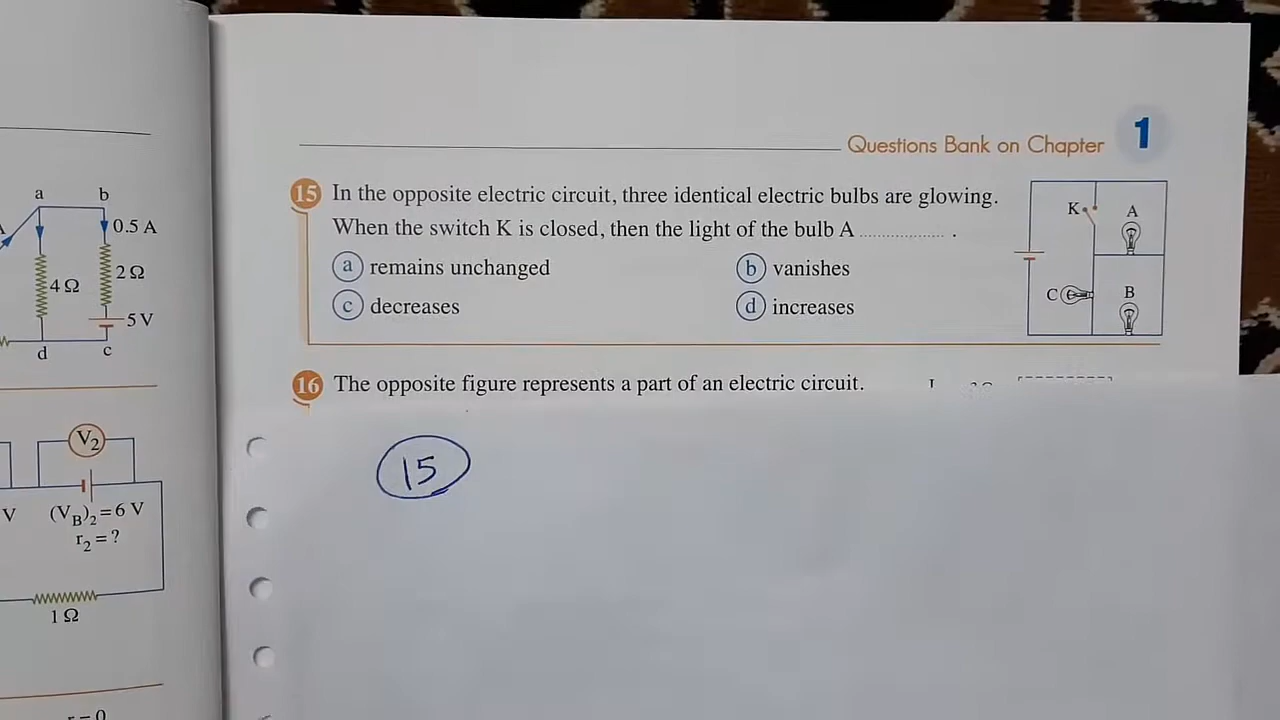 Questions Bank on Chapter 1
15 In the opposite electric circuit, three identical electric bulbs are glowing.
When the switch K is closed, then the light of the bulb A .................. .
a remains unchanged
b vanishes
c decreases
d increases
K
A
C
B
16 The opposite figure represents a part of an electric circuit.
15
a b
0.5 A
4 Ω
2 Ω
5 V
d c
V2
V
(VB)2 = 6 V
r2 = ?
1 Ω